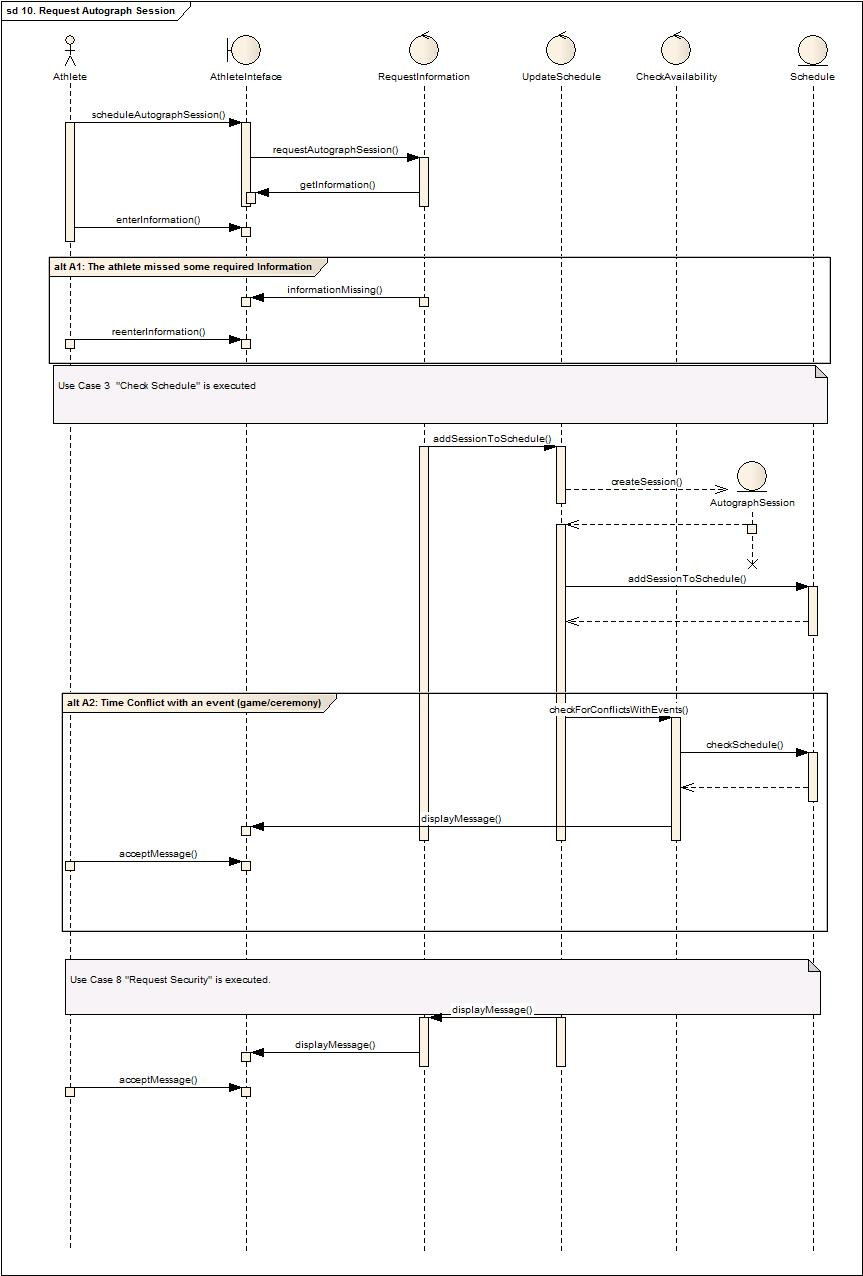 sd 10. Request Autograph Session
Athlete
AthleteInteface
RequestInformation
UpdateSchedule
CheckAvailability
Schedule
scheduleAutographSession()
requestAutographSession()
getInformation()
enterInformation()
alt A1: The athlete missed some required Information
informationMissing()
reenterInformation()
Use Case 3  "Check Schedule" is executed
addSessionToSchedule()
createSession()
AutographSession
addSessionToSchedule()
alt A2: Time Conflict with an event (game/ceremony)
checkForConflictsWithEvents()
checkSchedule()
displayMessage()
acceptMessage()
Use Case 8 "Request Security" is executed.
displayMessage()
displayMessage()
acceptMessage()